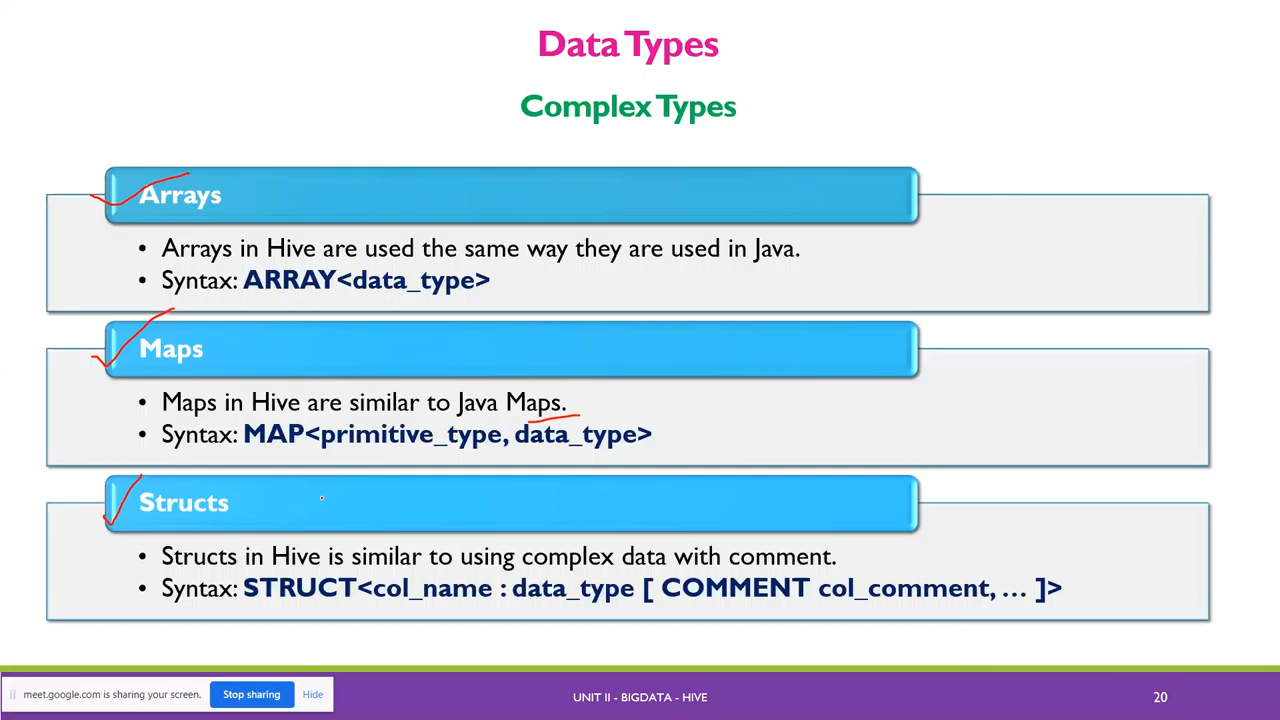 Data Types
Complex Types
Arrays
• Arrays in Hive are used the same way they are used in Java.
• Syntax: ARRAY<data_type>
Maps
• Maps in Hive are similar to Java Maps.
• Syntax: MAP<primitive_type, data_type>
Structs
• Structs in Hive is similar to using complex data with comment.
• Syntax: STRUCT<col_name : data_type [ COMMENT col_comment, … ]>
meet.google.com is sharing your screen. Stop sharing Hide
UNIT II - BIGDATA - HIVE
20